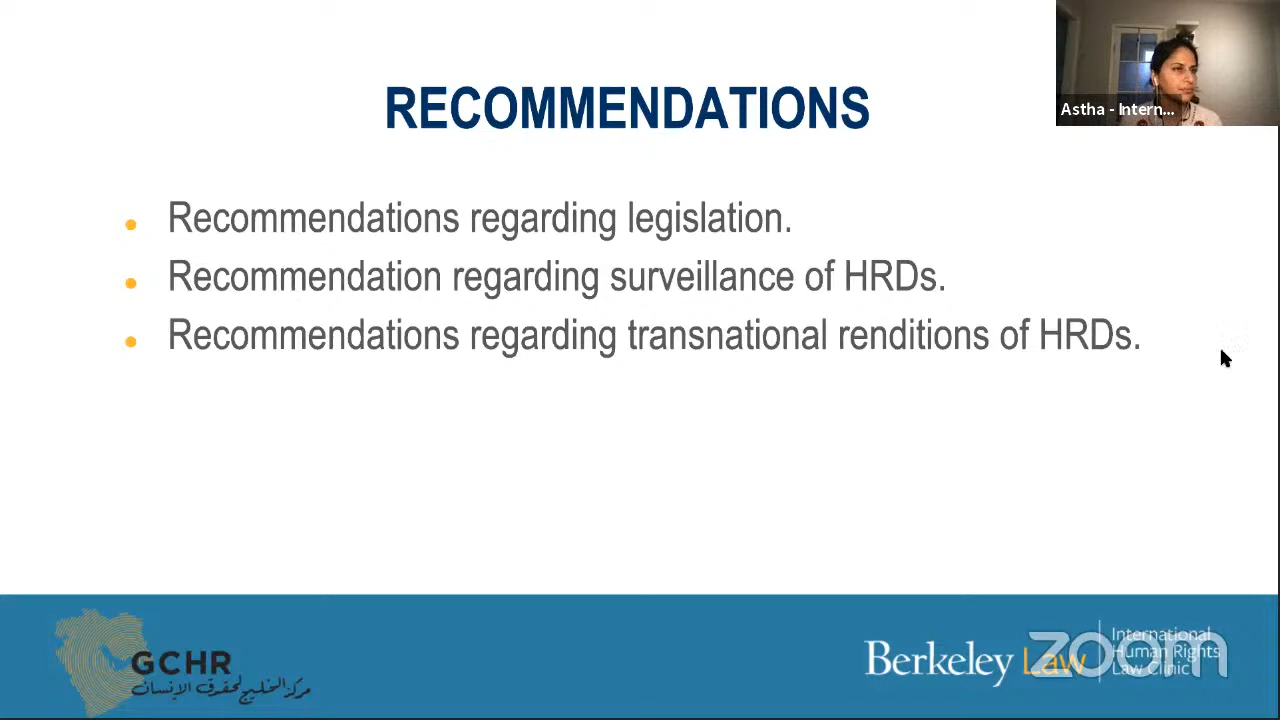 RECOMMENDATIONS
Astha - Intern...
• Recommendations regarding legislation.
• Recommendation regarding surveillance of HRDs.
• Recommendations regarding transnational renditions of HRDs.
GCHR
مركز الخليج لحقوق الإنسان
Berkeley Law
International
Human Rights
Law Clinic
zoom